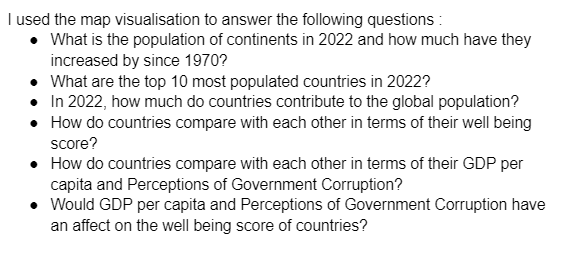 I used the map visualisation to answer the following questions :
● What is the population of continents in 2022 and how much have they
increased by since 1970?
● What are the top 10 most populated countries in 2022?
● In 2022, how much do countries contribute to the global population?
● How do countries compare with each other in terms of their well being
score?
● How do countries compare with each other in terms of their GDP per
capita and Perceptions of Government Corruption?
● Would GDP per capita and Perceptions of Government Corruption have
an affect on the well being score of countries?